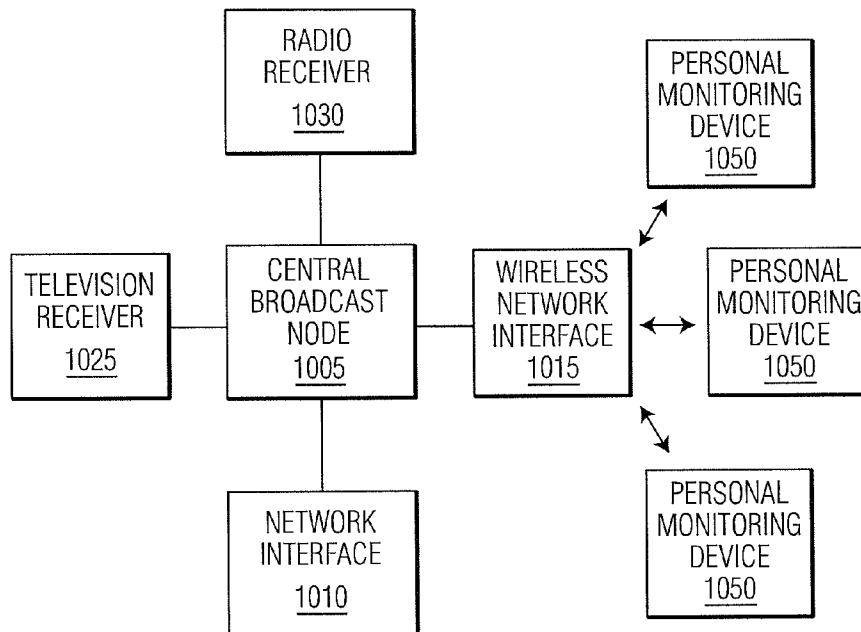 RADIO
RECEIVER
1030
PERSONAL
MONITORING
DEVICE
1050
TELEVISION
RECEIVER
1025
CENTRAL
BROADCAST
NODE
1005
WIRELESS
NETWORK
INTERFACE
1015
PERSONAL
MONITORING
DEVICE
1050
NETWORK
INTERFACE
1010
PERSONAL
MONITORING
DEVICE
1050